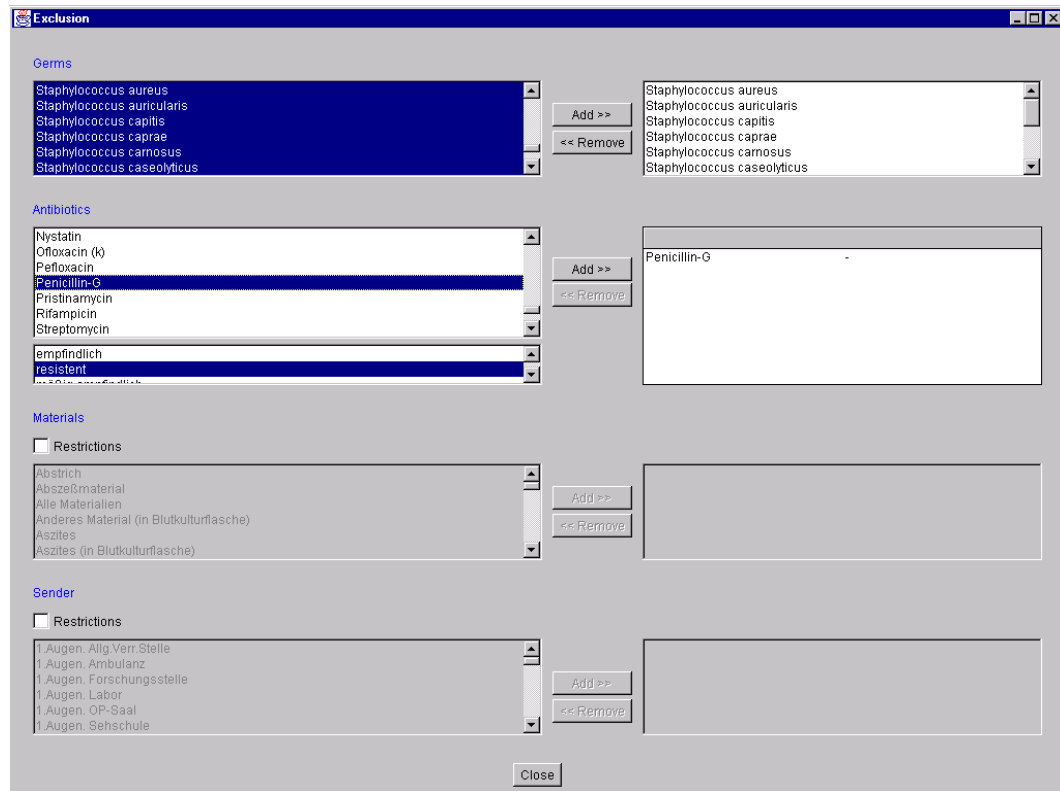 Exclusion
Germs
Staphylococcus aureus
Staphylococcus auricularis
Staphylococcus capitis
Staphylococcus caprae
Staphylococcus carnosus
Staphylococcus caseolyticus
Add >>
<< Remove
Staphylococcus aureus
Staphylococcus auricularis
Staphylococcus capitis
Staphylococcus caprae
Staphylococcus carnosus
Staphylococcus caseolyticus
Antibiotics
Nystatin
Ofloxacin (k)
Pefloxacin
Penicillin-G
Pristinamycin
Rifampicin
Streptomycin
empfindlich
resistent
mäßig empfindlich
Add >>
<< Remove
Penicillin-G -
Materials
Restrictions
Abstrich
Abszeßmaterial
Alle Materialien
Anderes Material (in Blutkulturflasche)
Aszites
Aszites (in Blutkulturflasche)
Add >>
<< Remove
Sender
Restrictions
1.Augen. Allg.Verr.Stelle
1.Augen. Ambulanz
1.Augen. Forschungsstelle
1.Augen. Labor
1.Augen. OP-Saal
1.Augen. Sehschule
Add >>
<< Remove
Close